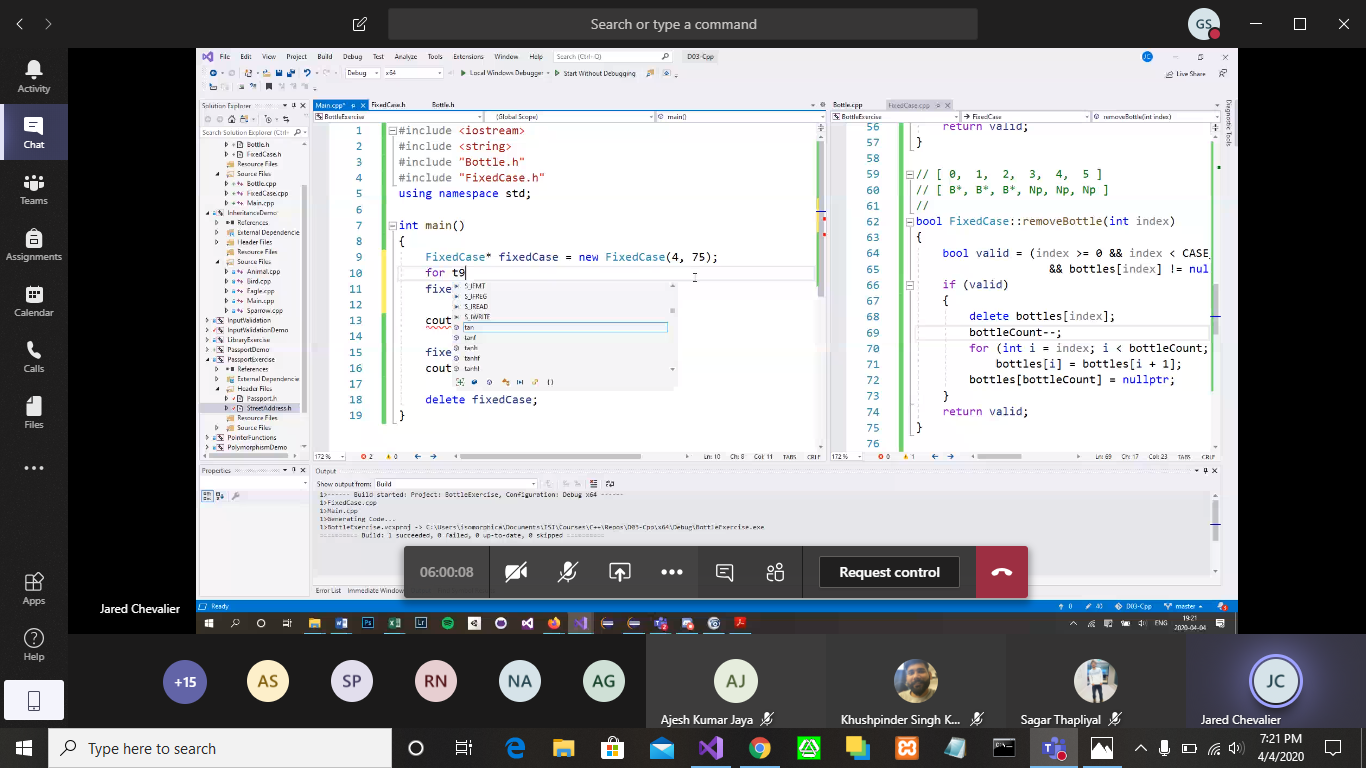 Search or type a command
GS
Activity
Chat
Teams
Assignments
Calendar
Calls
Files
Apps
Help
File Edit View Project Build Debug Test Analyze Tools Extensions Window Help Search (Ctrl+Q) D03-Cpp JC
Debug x64 Local Windows Debugger Start Without Debugging Live Share
Solution Explorer
Search Solution Explorer (Ctrl+
Bottle.h
FixedCase.h
Resource Files
Source Files
Bottle.cpp
FixedCase.cpp
Main.cpp
InheritanceDemo
References
External Dependencie
Header Files
Resource Files
Source Files
Animal.cpp
Bird.cpp
Eagle.cpp
Main.cpp
Sparrow.cpp
InputValidation
InputValidationDemo
LibraryExercise
PassportDemo
PassportExercise
References
External Dependencie
Header Files
Passport.h
StreetAddress.h
Resource Files
Source Files
PointerFunctions
PolymorphismDemo
Properties
Main.cpp* FixedCase.h Bottle.h
BottleExercise (Global Scope) main()
1 #include <iostream>
2 #include <string>
3 #include "Bottle.h"
4 #include "FixedCase.h"
5 using namespace std;
6
7 int main()
8 {
9 FixedCase* fixedCase = new FixedCase(4, 75);
10 for t9
11 fixe
12
13 cout
15 fixe
16 cout
17
18 delete fixedCase;
19 }
S_IFMT
S_IFREG
S_IREAD
S_IWRITE
tan
tanf
tanh
tanhf
tanhl
172 % 2 0 Ln: 10 Ch: 8 Col: 11 TABS CRLF
Bottle.cpp FixedCase.cpp
BottleExercise FixedCase removeBottle(int index)
56 return valid;
57 }
58
59 // [ 0, 1, 2, 3, 4, 5 ]
60 // [ B*, B*, B*, Np, Np, Np ]
61 //
62 bool FixedCase::removeBottle(int index)
63 {
64 bool valid = (index >= 0 && index < CASE_
65 && bottles[index] != nul
66 if (valid)
67 {
68 delete bottles[index];
69 bottleCount--;
70 for (int i = index; i < bottleCount;
71 bottles[i] = bottles[i + 1];
72 bottles[bottleCount] = nullptr;
73 }
74 return valid;
75 }
76
172 % 0 1 Ln: 69 Ch: 17 Col: 23 TABS CRLF
Diagnostic Tools
Output
Show output from: Build
1>------ Build started: Project: BottleExercise, Configuration: Debug x64 ------
1>FixedCase.cpp
1>Main.cpp
1>Generating Code...
1>BottleExercise.vcxproj -> C:\Users\isomorphica\Documents\ISI\Courses\C++\Repos\D03-Cpp\x64\Debug\BottleExercise.exe
========== Build: 1 succeeded, 0 failed, 0 up-to-date, 0 skipped ==========
Error List Immediate Window
06:00:08
Request control
Jared Chevalier
Ready 0 40 D03-Cpp master 3
ENG 19:21
2020-04-04
+15 AS SP RN NA AG AJ JC
Ajesh Kumar Jaya Khushpinder Singh K... Sagar Thapliyal Jared Chevalier
Type here to search
7:21 PM
4/4/2020